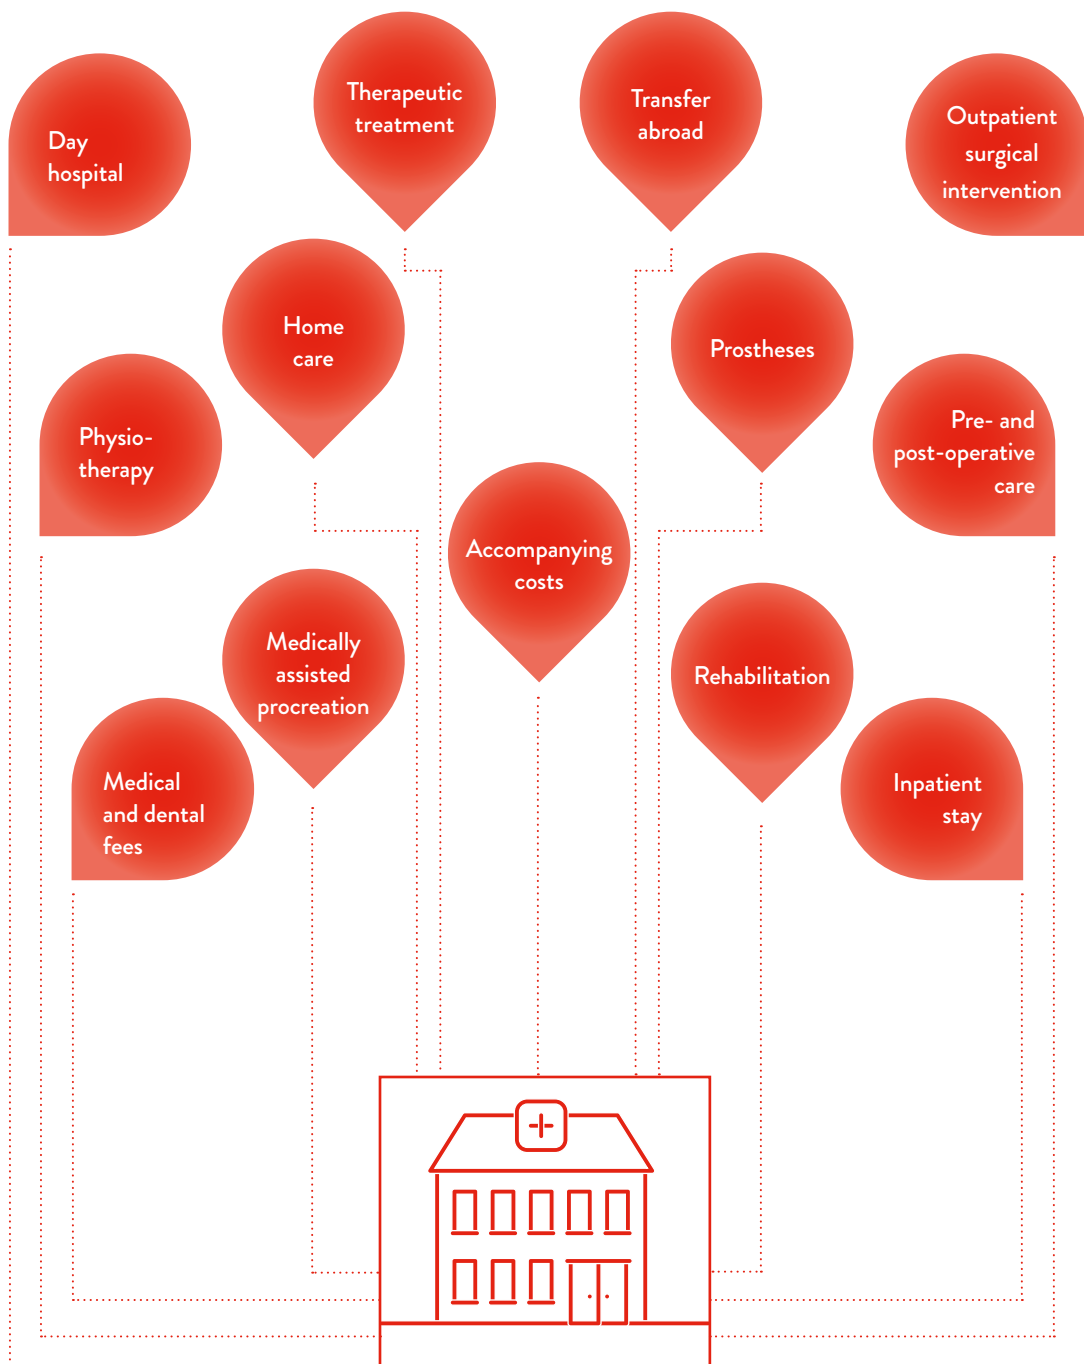 Therapeutic
treatment
Transfer
abroad
Day
hospital
Outpatient
surgical
intervention
Home
care
Prostheses
Physio-
therapy
Pre- and
post-operative
care
Accompanying
costs
Medically
assisted
procreation
Rehabilitation
Medical
and dental
fees
Inpatient
stay